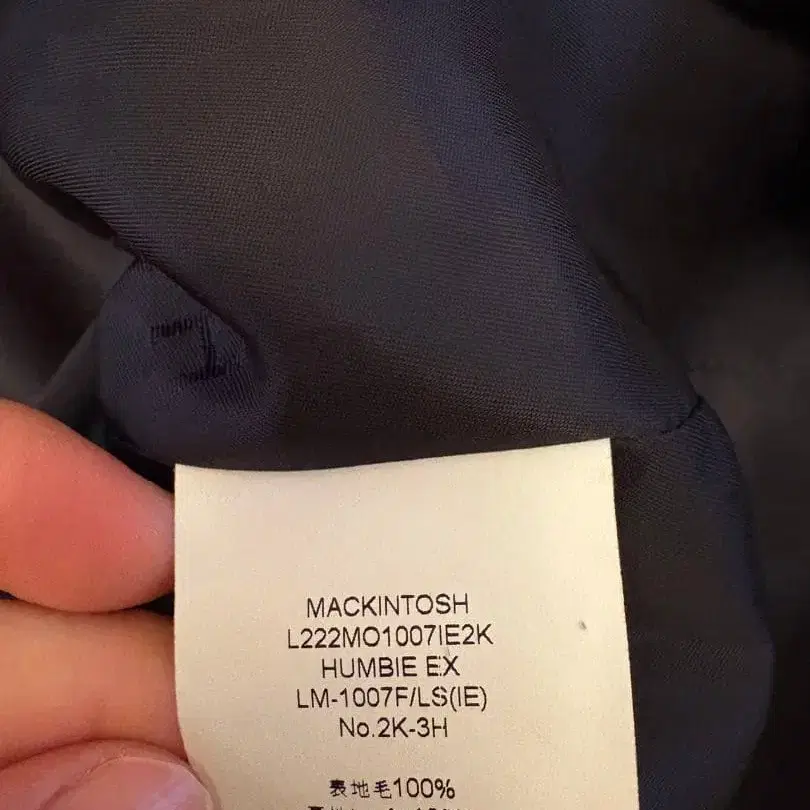 MACKINTOSH
L222MO1007IE2K
HUMBIE EX
LM-1007F/LS(IE)
No.2K-3H
表地毛100%